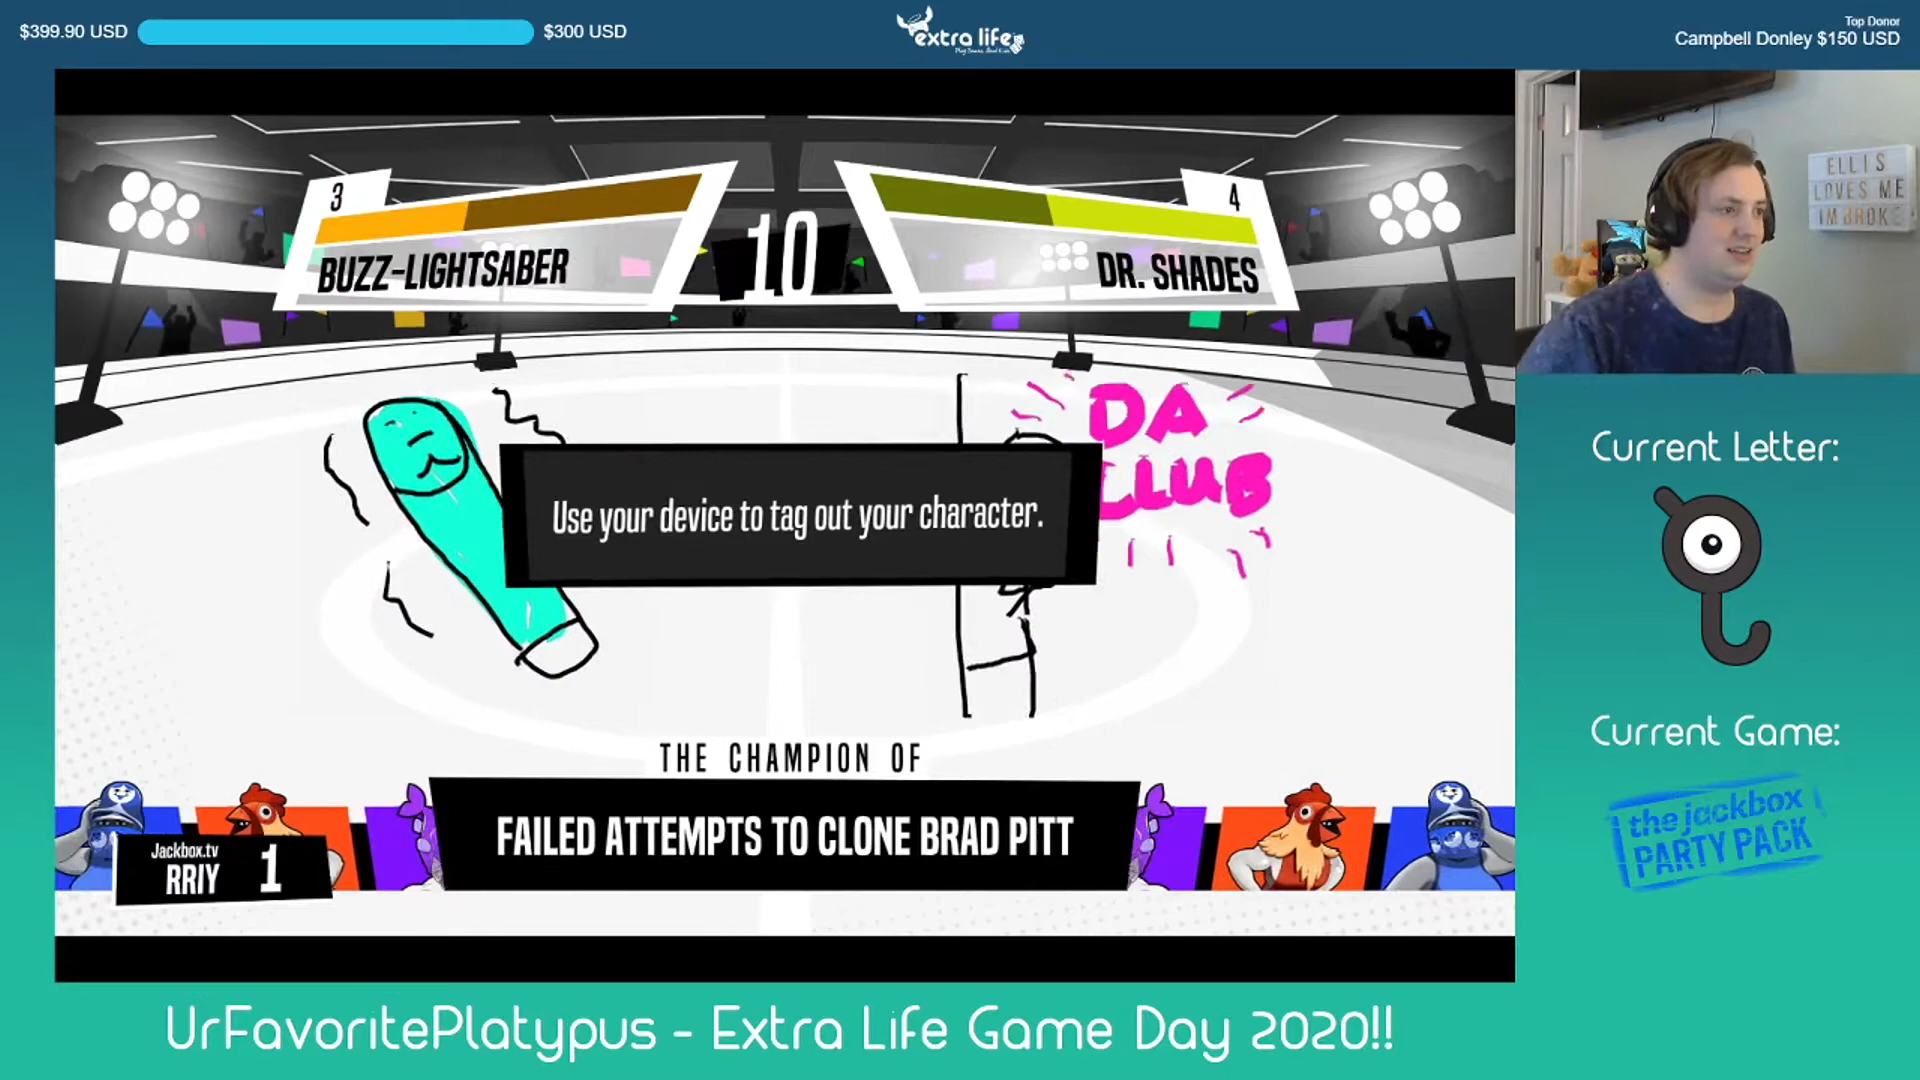 $399.90 USD
$300 USD
extra life
Top Donor
Campbell Donley $150 USD
ELLIS
LOVES ME
IM BROKE
3
BUZZ-LIGHTSABER
10
4
DR. SHADES
DA
CLUB
Use your device to tag out your character.
Current Letter:
Current Game:
the jackbox
PARTY PACK
THE CHAMPION OF
FAILED ATTEMPTS TO CLONE BRAD PITT
Jackbox.tv
RRIY 1
UrFavoritePlatypus - Extra Life Game Day 2020!!